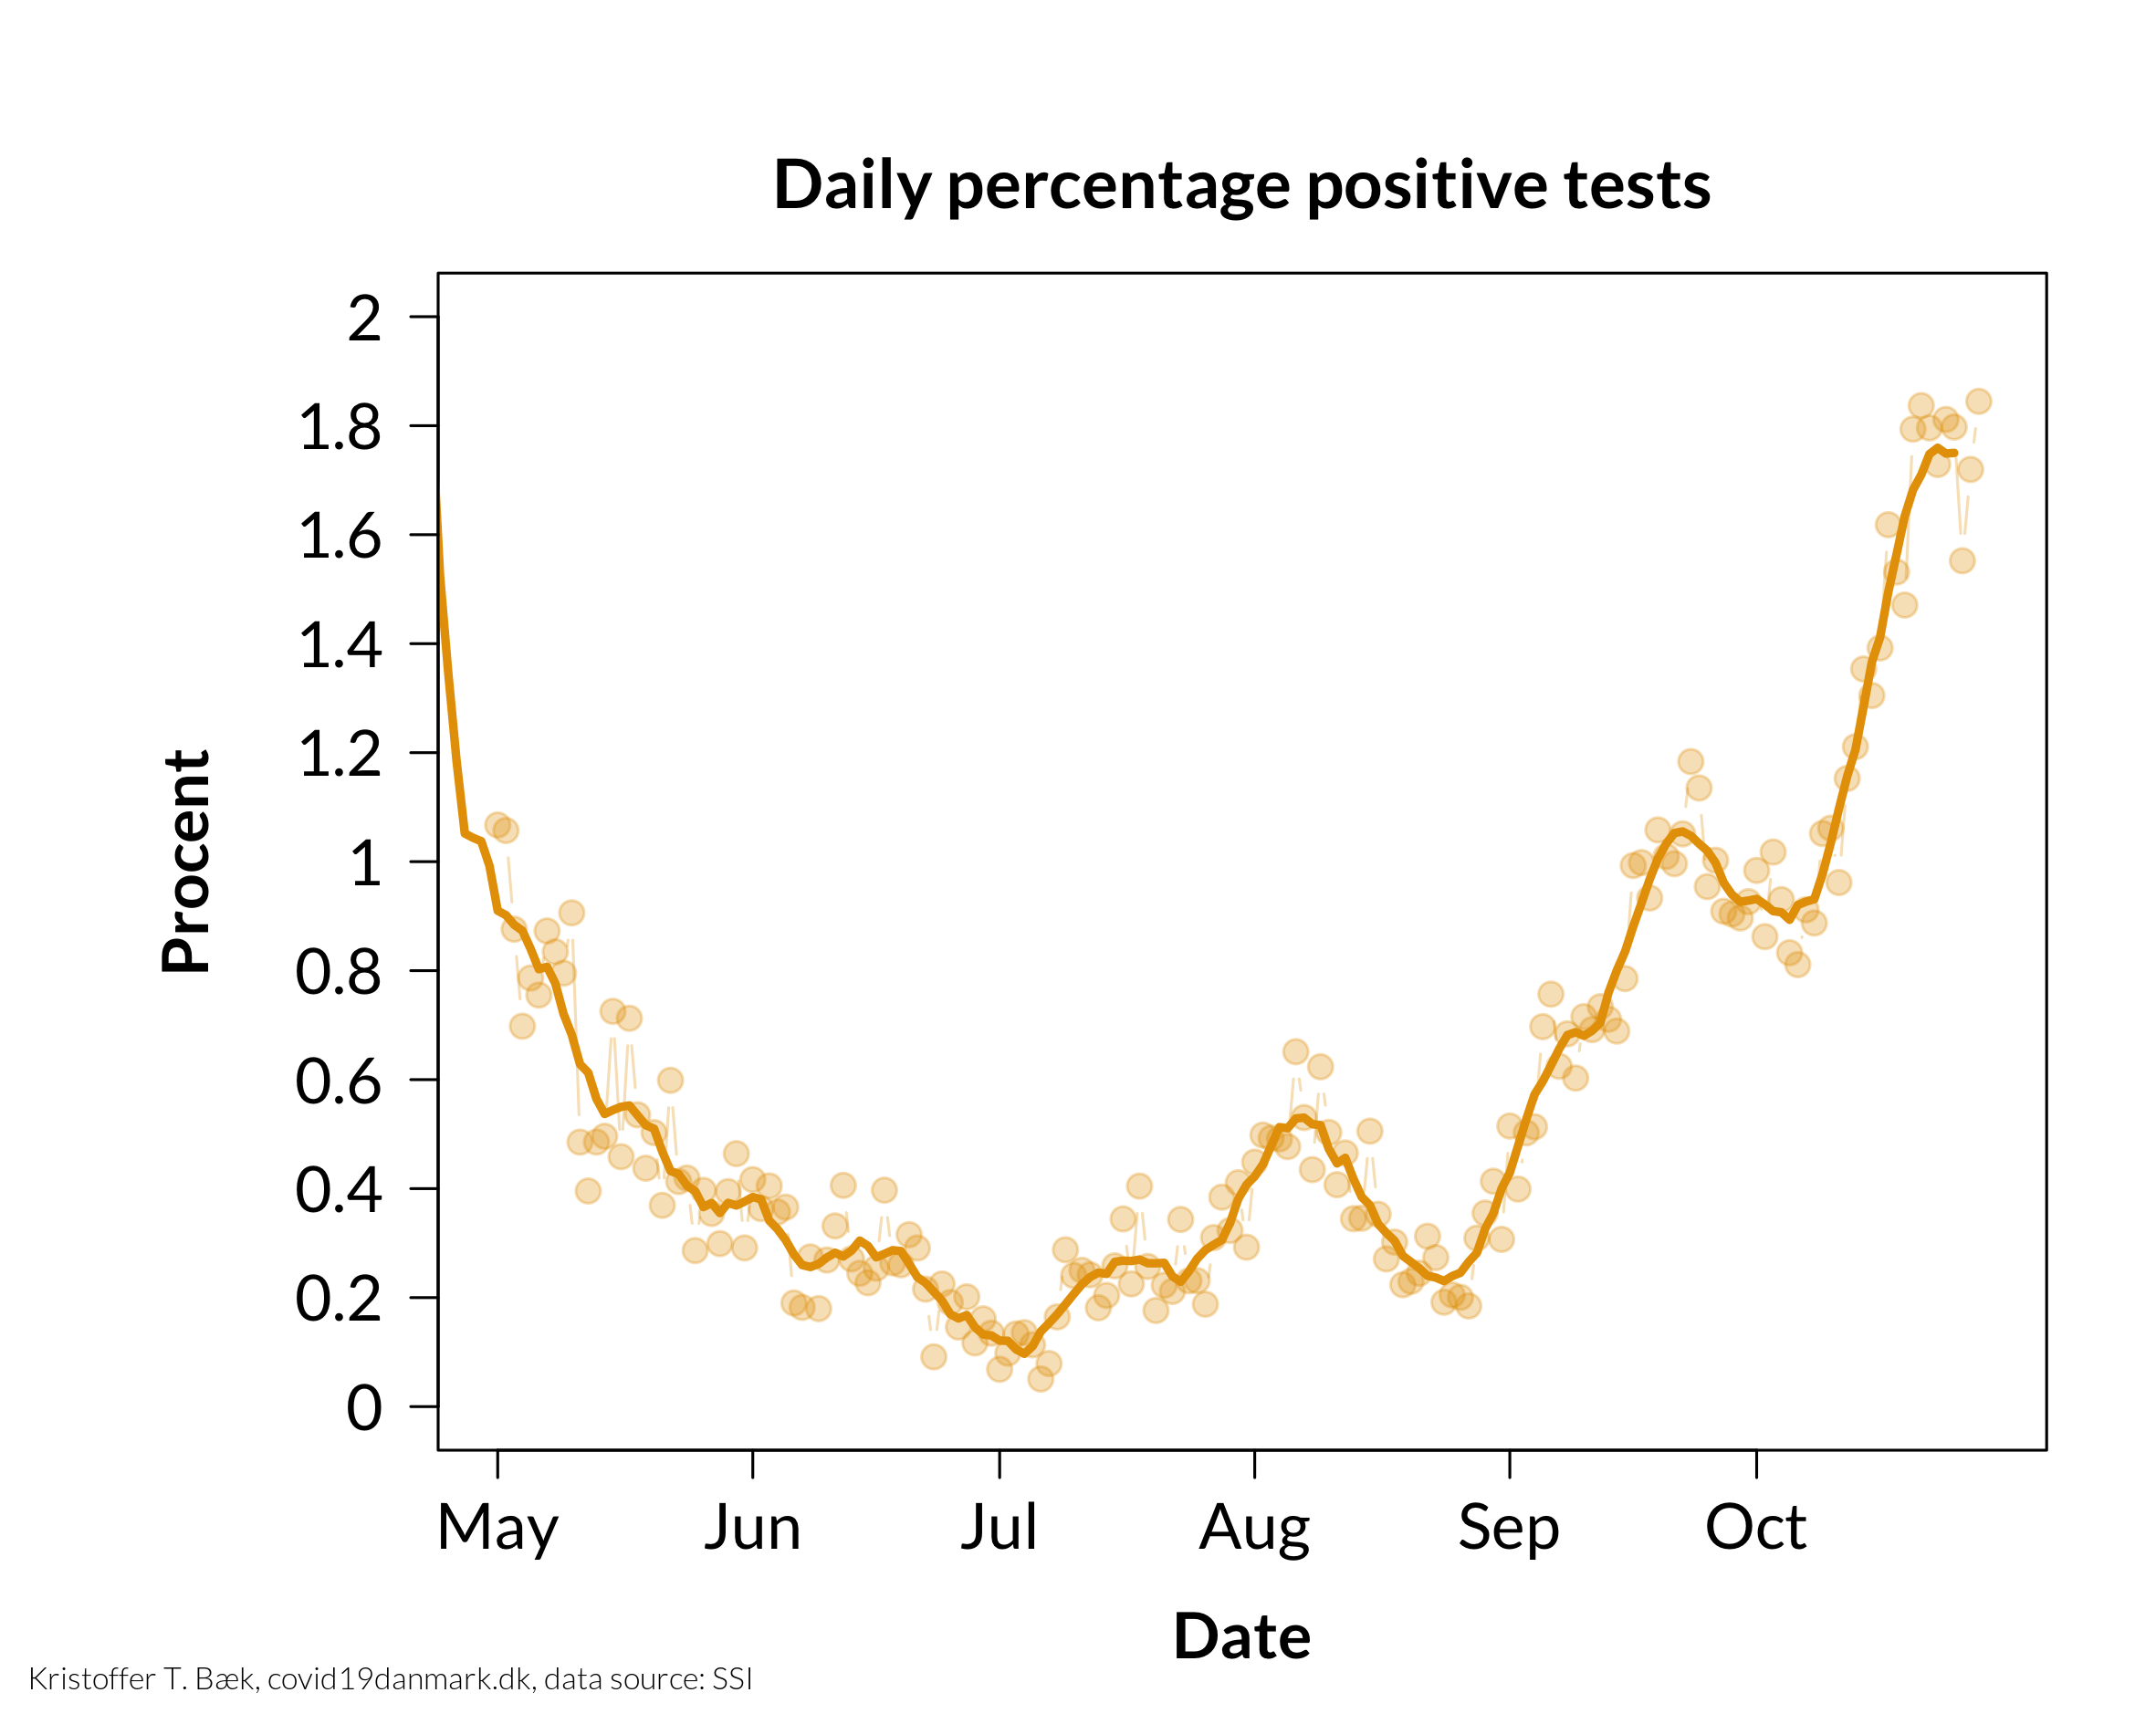 Daily percentage positive tests
Procent
2
1.8
1.6
1.4
1.2
1
0.8
0.6
0.4
0.2
0
May Jun Jul Aug Sep Oct
Date
Kristoffer T. Bæk, covid19danmark.dk, data source: SSI